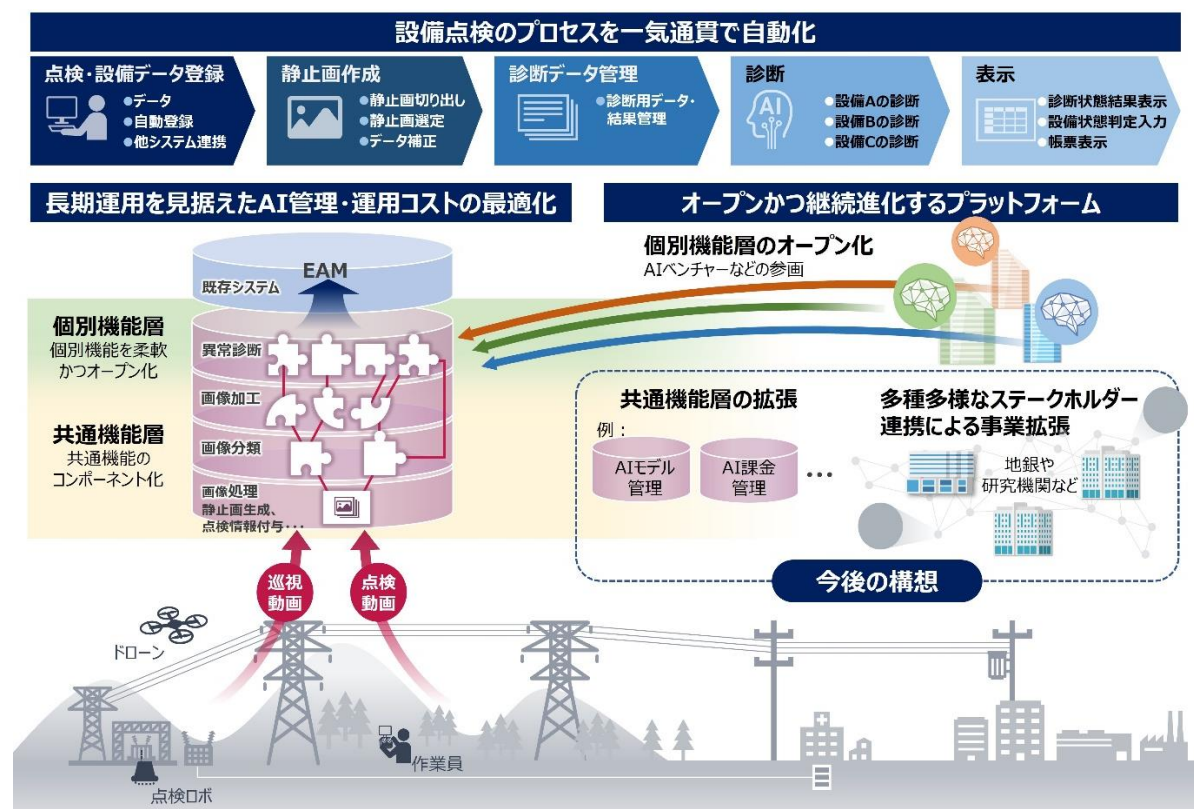 設備点検のプロセスを一気通貫で自動化
点検・設備データ登録
●データ
●自動登録
●他システム連携
静止画作成
●静止画切り出し
●静止画選定
●データ補正
診断データ管理
●診断用データ・
結果管理
診断
AI
●設備Aの診断
●設備Bの診断
●設備Cの診断
表示
●診断状態結果表示
●設備状態判定入力
●帳票表示
長期運用を見据えたAI管理・運用コストの最適化
EAM
既存システム
個別機能層
個別機能を柔軟
かつオープン化
異常診断
画像加工
共通機能層
共通機能の
コンポーネント化
画像分類
画像処理
静止画生成、
点検情報付与・・・
巡視
動画
点検
動画
オープンかつ継続進化するプラットフォーム
個別機能層のオープン化
AIベンチャーなどの参画
共通機能層の拡張
例：
AIモデル
管理
AI課金
管理
…
多種多様なステークホルダー
連携による事業拡張
地銀や
研究機関など
今後の構想
ドローン
点検ロボ
作業員